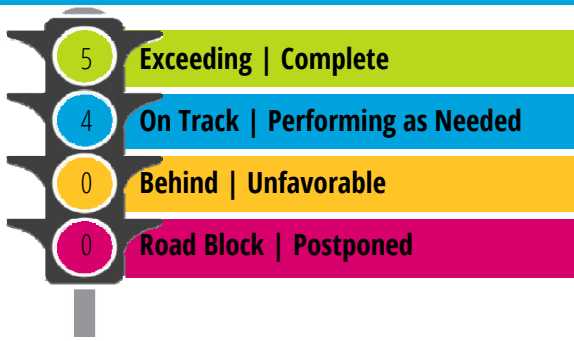 5 Exceeding | Complete
4 On Track | Performing as Needed
0 Behind | Unfavorable
0 Road Block | Postponed